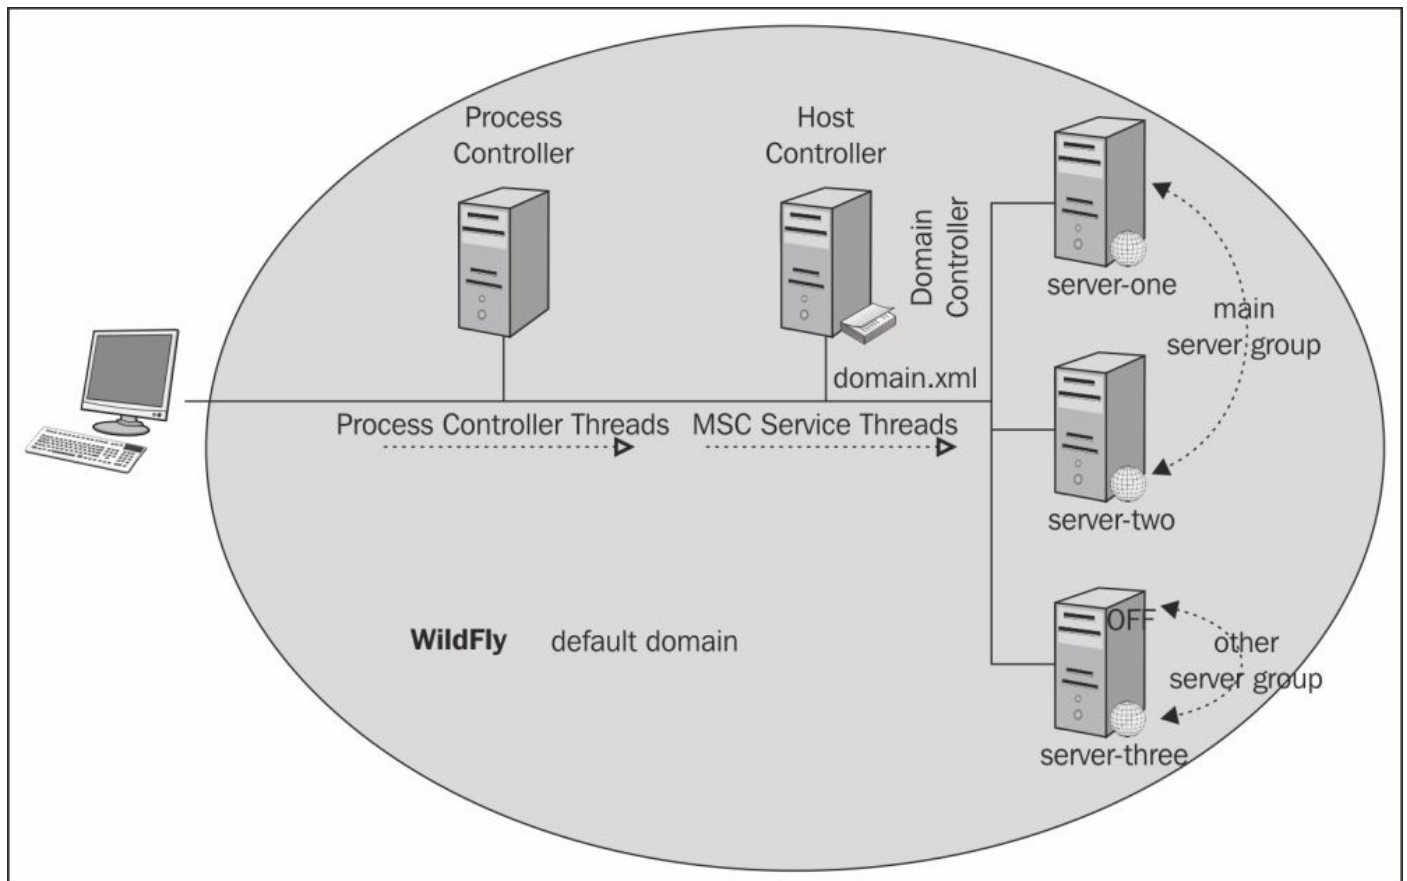 Process
Controller
Host
Controller
Domain
Controller
server-one
main
server group
domain.xml
Process Controller Threads
MSC Service Threads
server-two
OFF
other
server group
server-three
WildFly default domain